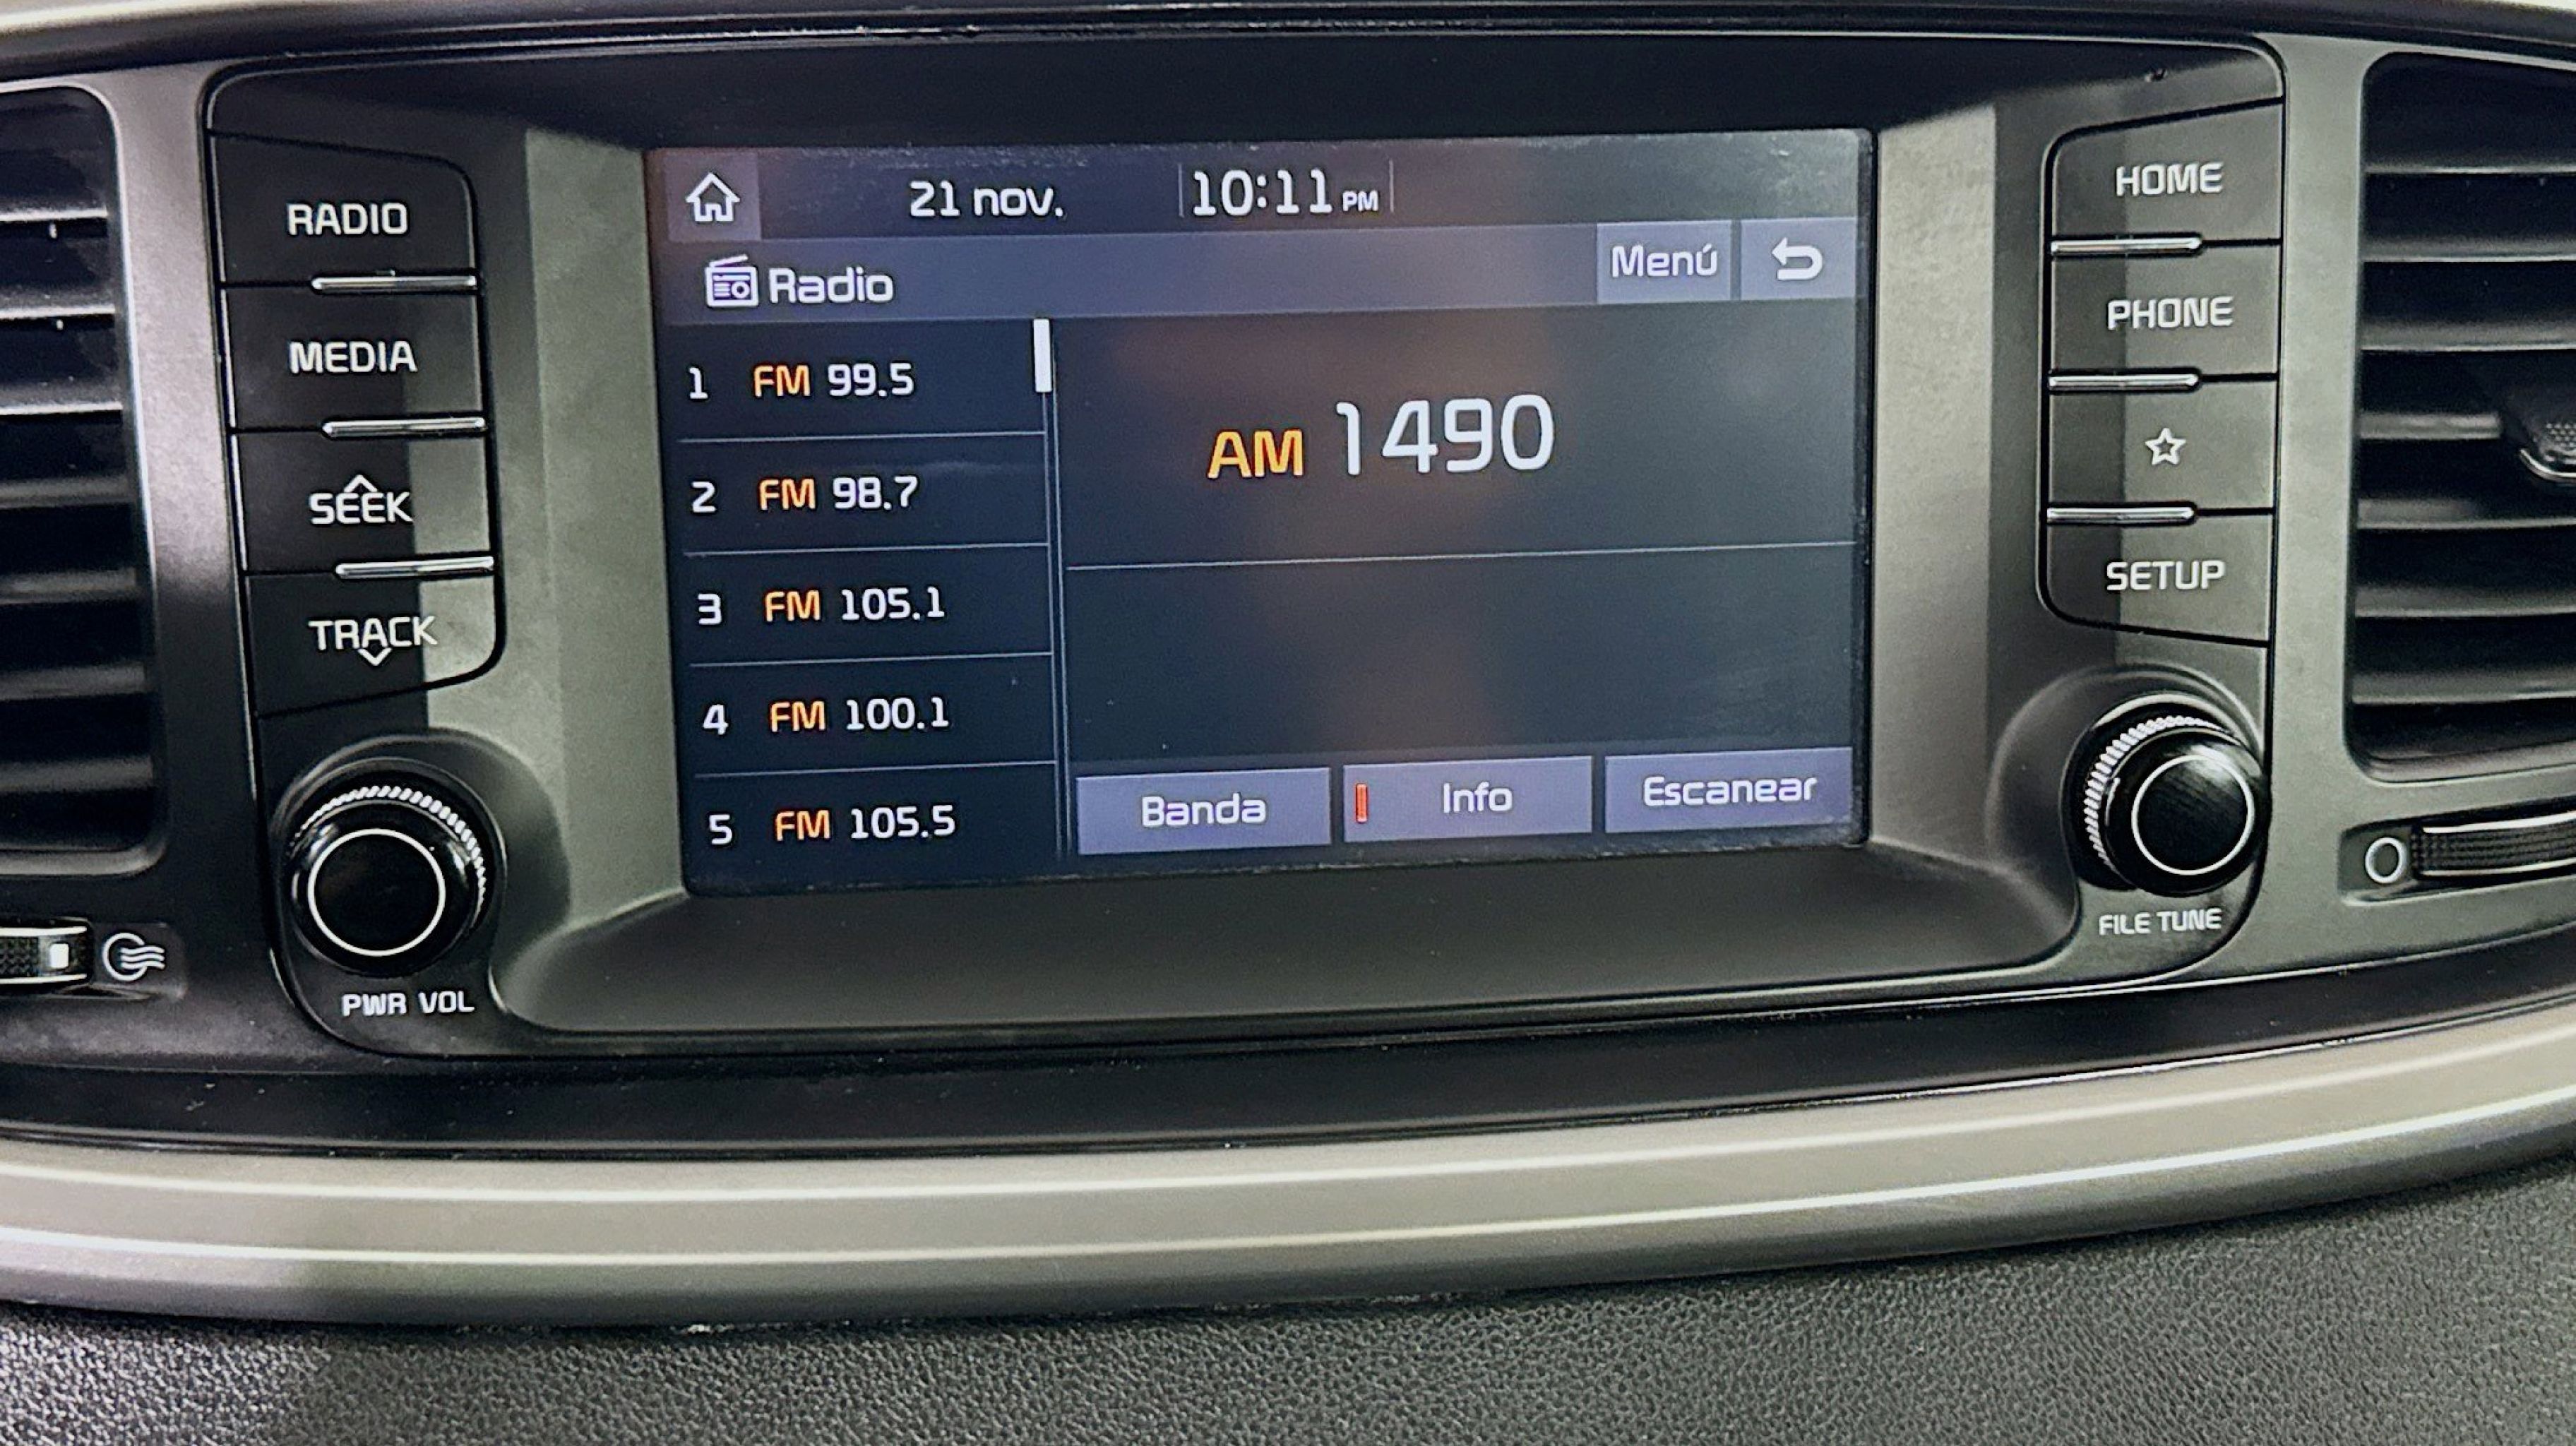 21 nov. 10:11 PM
Radio Menú
1 FM 99.5
2 FM 98.7
3 FM 105.1
4 FM 100.1
5 FM 105.5
AM 1490
Banda Info Escanear
RADIO
MEDIA
SEEK
TRACK
PWR VOL
HOME
PHONE
SETUP
FILE TUNE